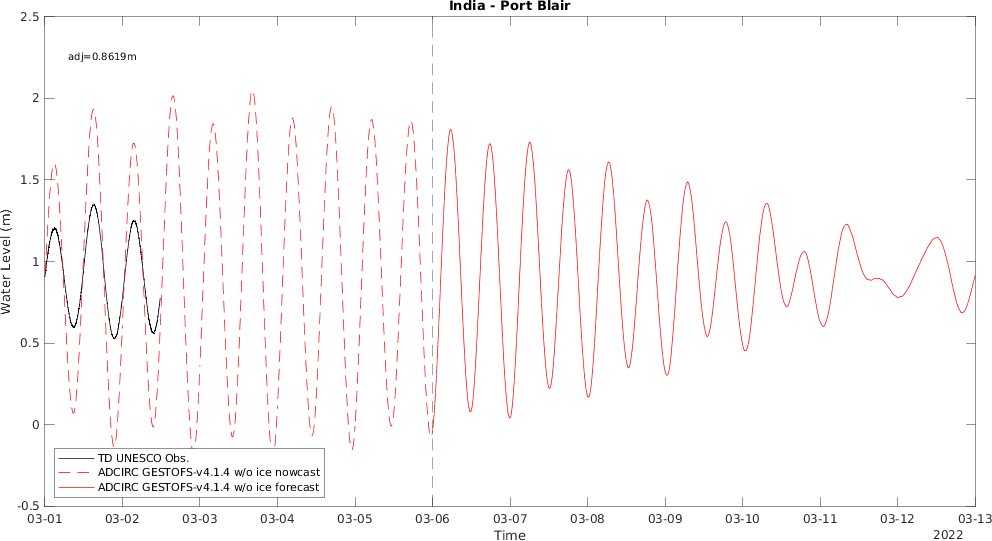 India - Port Blair
2.5
adj=0.8619m
2
1.5
Water Level (m)
1
0.5
0
TD UNESCO Obs.
ADCIRC GESTOFS-v4.1.4 w/o ice nowcast
ADCIRC GESTOFS-v4.1.4 w/o ice forecast
-0.5
03-01 03-02 03-03 03-04 03-05 03-06 03-07 03-08 03-09 03-10 03-11 03-12 03-13
Time
2022